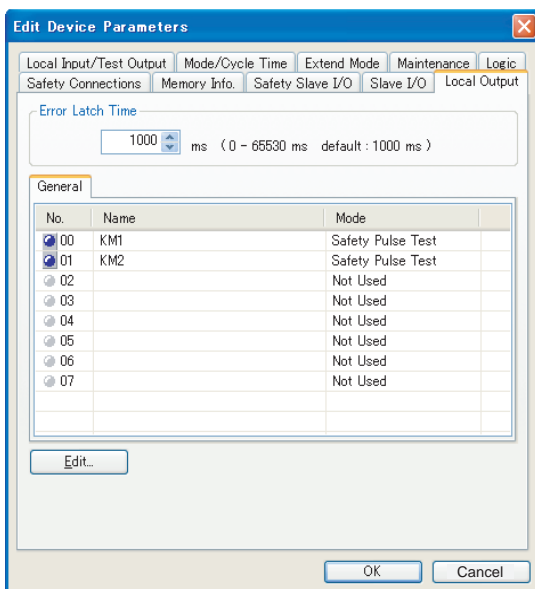 Edit Device Parameters
Local Input/Test Output Mode/Cycle Time Extend Mode Maintenance Logic
Safety Connections Memory Info. Safety Slave I/O Slave I/O Local Output
Error Latch Time
1000 ms ( 0 - 65530 ms default : 1000 ms )
General
No. Name Mode
00 KM1 Safety Pulse Test
01 KM2 Safety Pulse Test
02 Not Used
03 Not Used
04 Not Used
05 Not Used
06 Not Used
07 Not Used
Edit...
OK Cancel